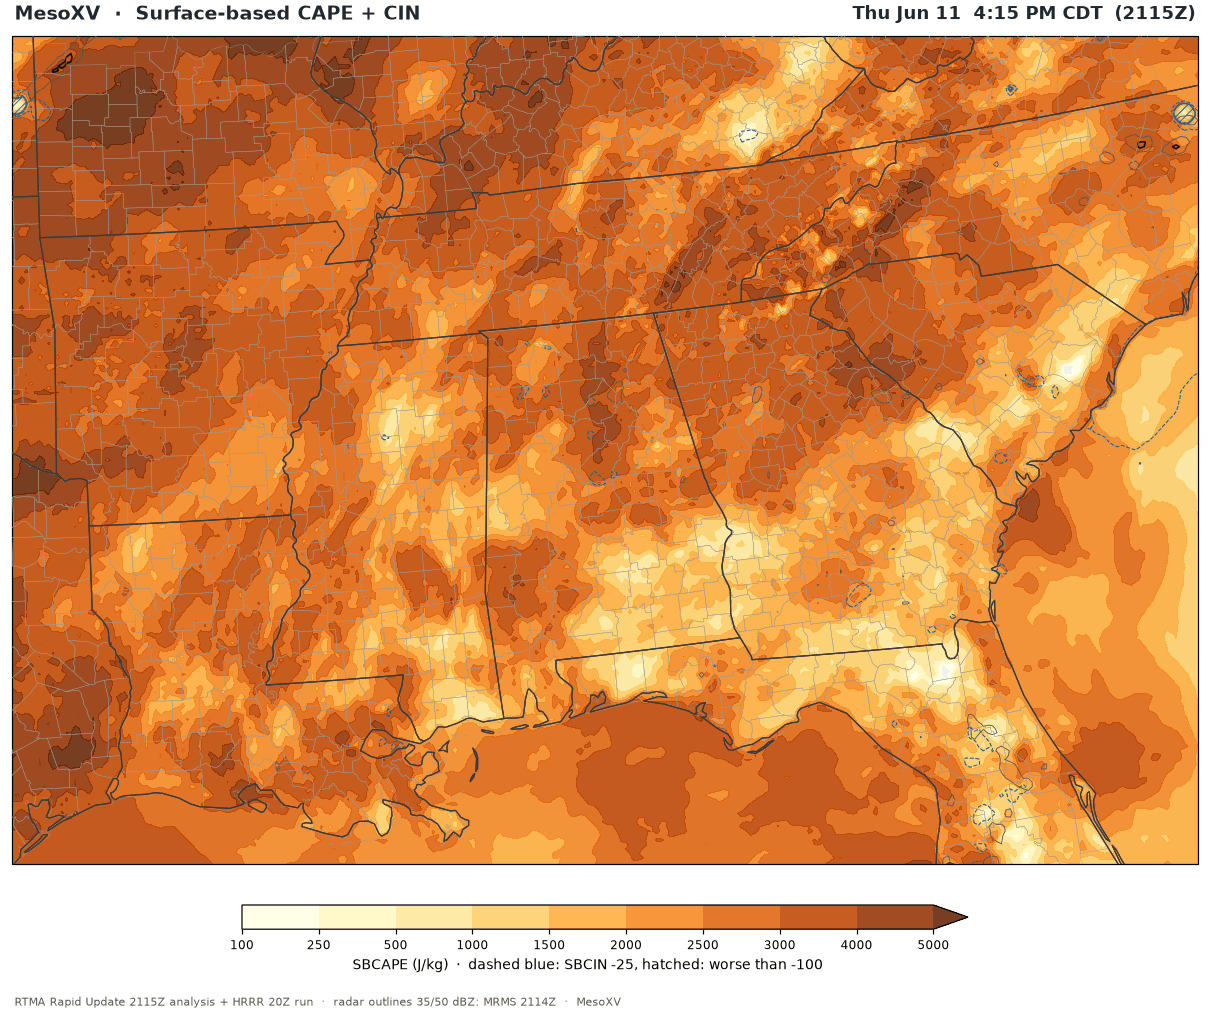 MesoXV · Surface-based CAPE + CIN
Thu Jun 11 4:15 PM CDT (2115Z)
100 250 500 1000 1500 2000 2500 3000 4000 5000
SBCAPE (J/kg) · dashed blue: SBCIN -25, hatched: worse than -100
RTMA Rapid Update 2115Z analysis + HRRR 20Z run · radar outlines 35/50 dBZ: MRMS 2114Z · MesoXV